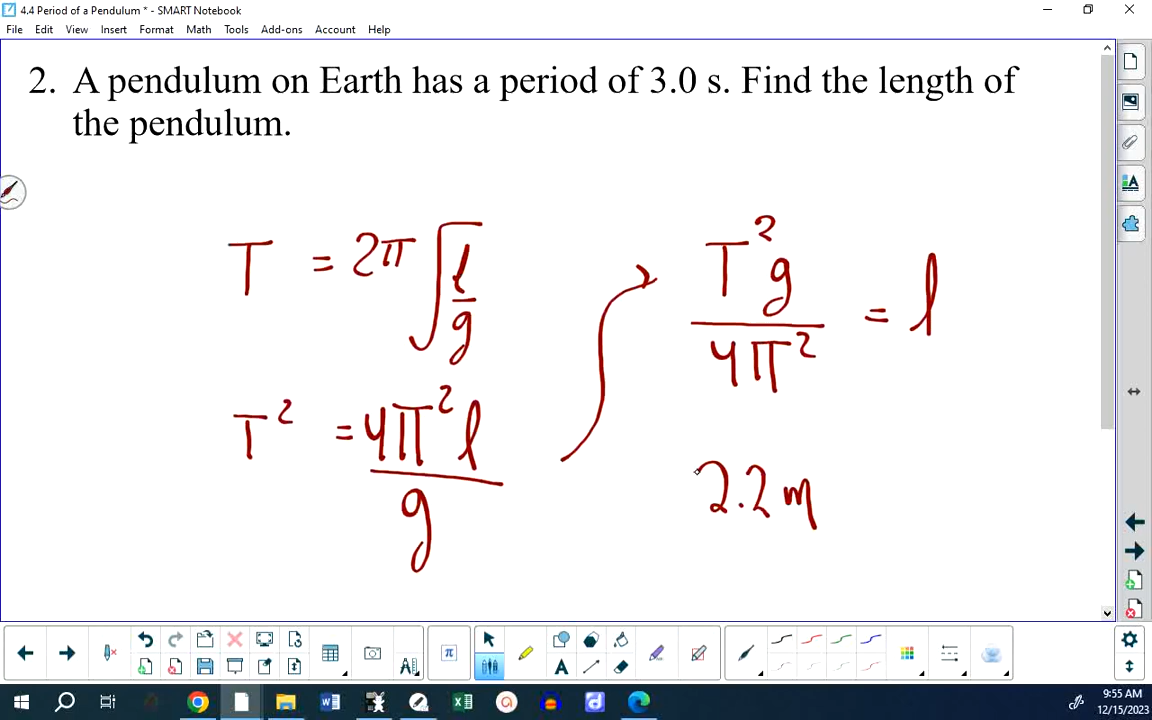 4.4 Period of a Pendulum * - SMART Notebook
File Edit View Insert Format Math Tools Add-ons Account Help
2. A pendulum on Earth has a period of 3.0 s. Find the length of
the pendulum.
T = 2π √(l/g)
T² = 4π² l / g
T² g / 4π² = l
2.2 m
π
A
9:55 AM
12/15/2023